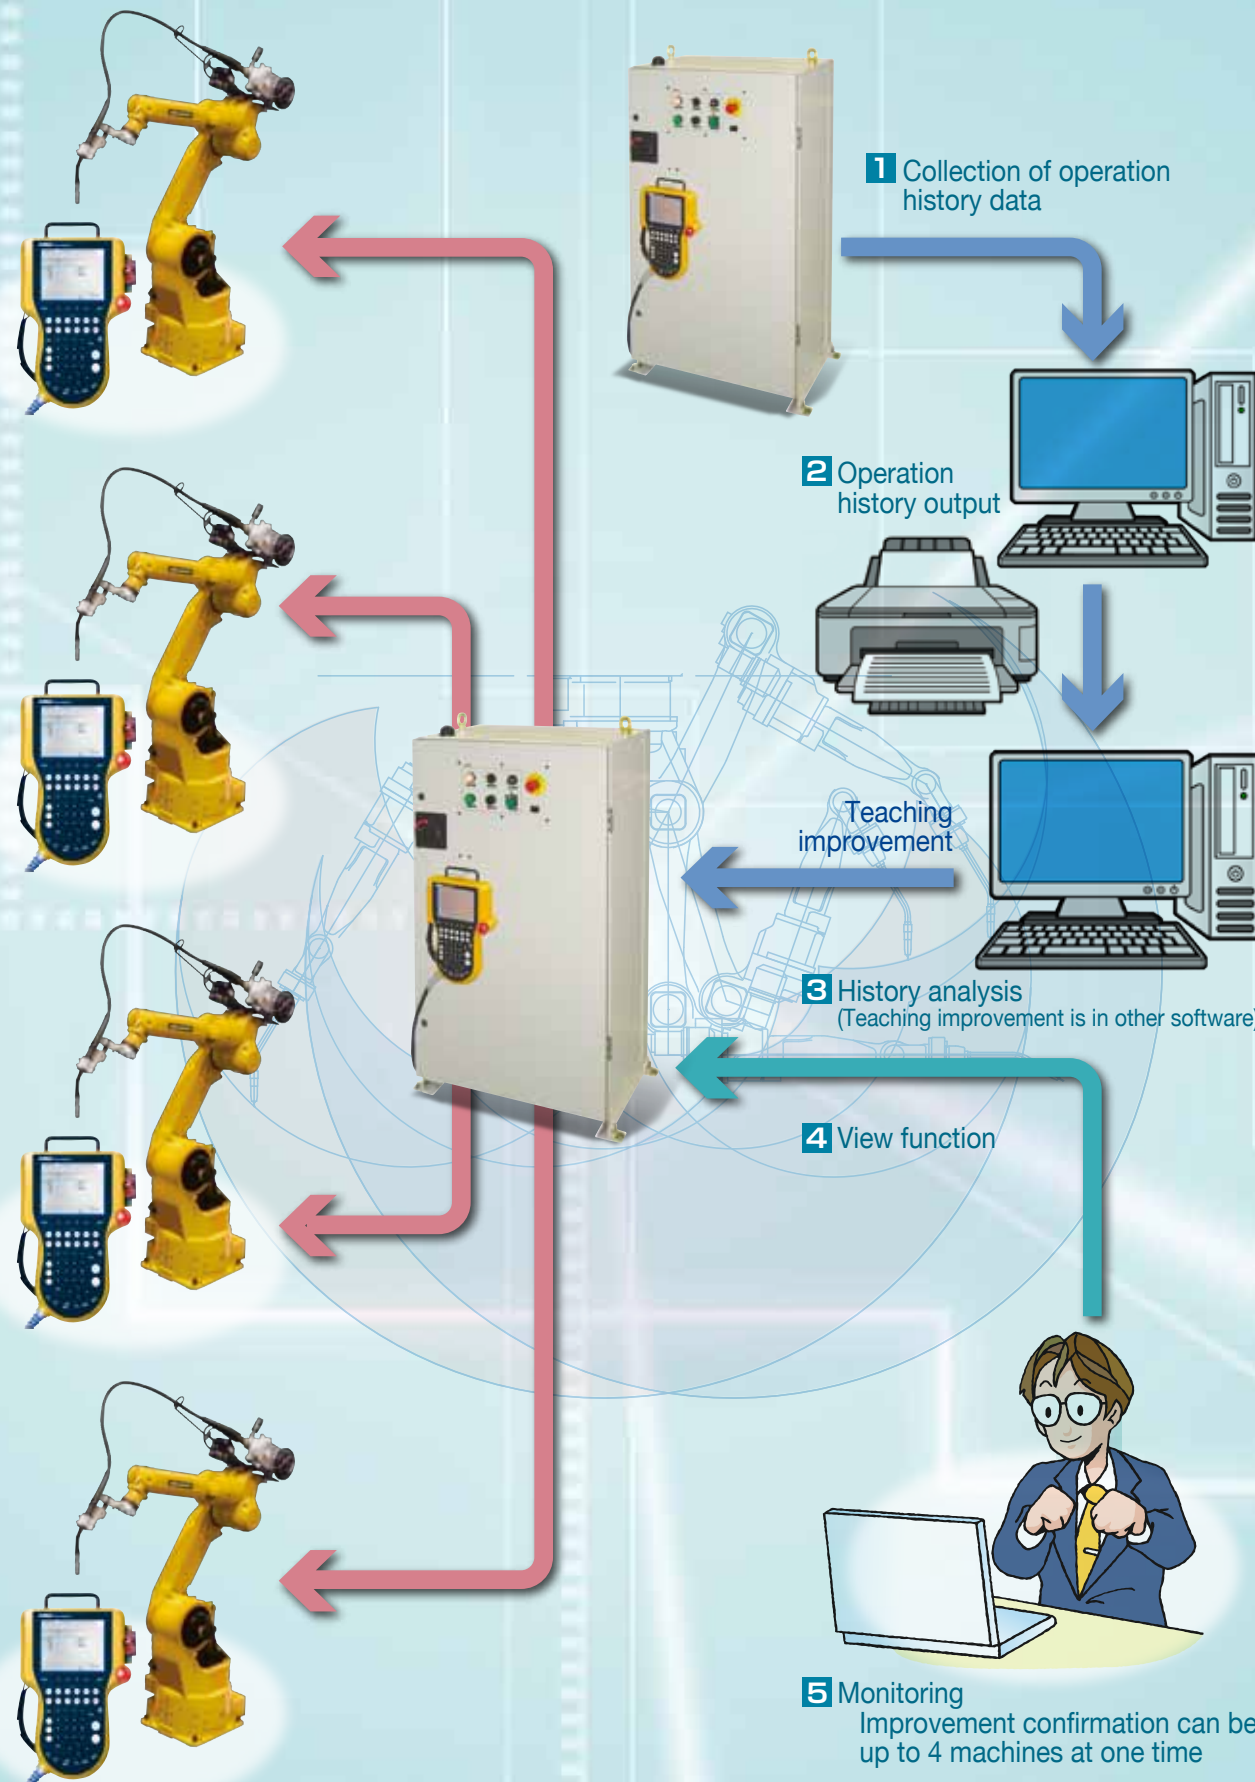 1 Collection of operation
history data
2 Operation
history output
Teaching
improvement
3 History analysis
(Teaching improvement is in other software)
4 View function
5 Monitoring
Improvement confirmation can be
up to 4 machines at one time